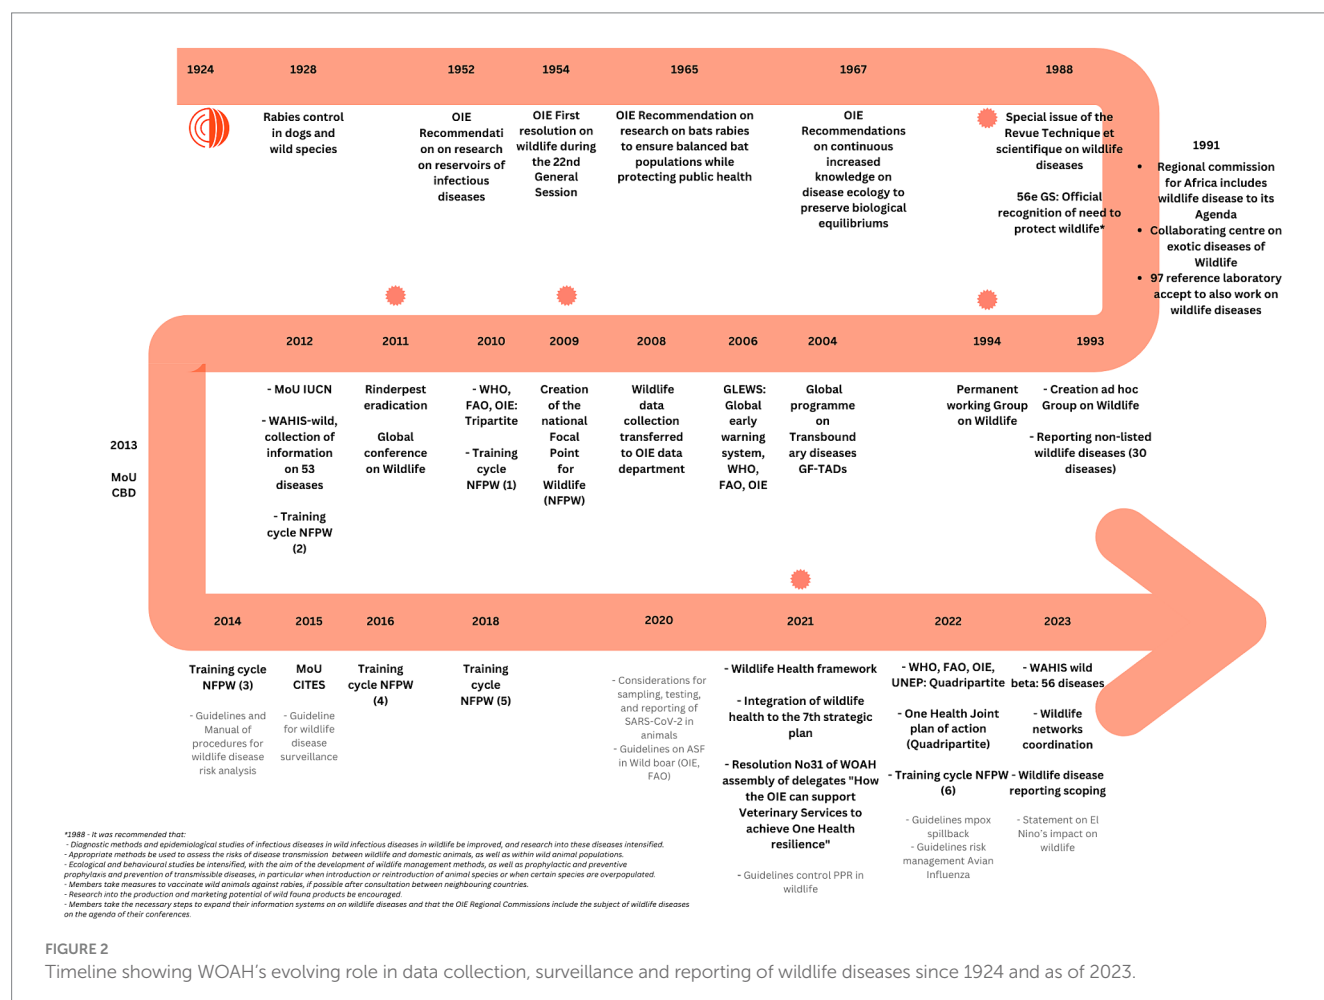 1924
1928
1952
1954
1965
1967
1988
Rabies control
in dogs and
wild species
OIE
Recommendati
on on research
on reservoirs of
infectious
diseases
OIE First
resolution on
wildlife during
the 22nd
General
Session
OIE Recommendation on
research on bats rabies
to ensure balanced bat
populations while
protecting public health
OIE
Recommendations
on continuous
increased
knowledge on
disease ecology to
preserve biological
equilibriums
Special issue of the
Revue Technique et
scientifique on wildlife
diseases
56e GS: Official
recognition of need to
protect wildlife*
1991
• Regional commission
for Africa includes
wildlife disease to its
Agenda
• Collaborating centre on
exotic diseases of
Wildlife
• 97 reference laboratory
accept to also work on
wildlife diseases
2012
2011
2010
2009
2008
2006
2004
1994
1993
- MoU IUCN
- WAHIS-wild,
collection of
information
on 53
diseases
- Training
cycle NFPW
(2)
Rinderpest
eradication
Global
conference
on Wildlife
- WHO,
FAO, OIE:
Tripartite
- Training
cycle
NFPW (1)
Creation
of the
national
Focal
Point
for
Wildlife
(NFPW)
Wildlife
data
collection
transferred
to OIE data
department
GLEWS:
Global
early
warning
system,
WHO,
FAO, OIE
Global
programme
on
Transbound
ary diseases
GF-TADs
Permanent
working Group
on Wildlife
- Creation ad hoc
Group on Wildlife
- Reporting non-listed
wildlife diseases (30
diseases)
2013
MoU
CBD
2014
2015
2016
2018
2020
2021
2022
2023
Training cycle
NFPW (3)
- Guidelines and
Manual of
procedures for
wildlife disease
risk analysis
MoU
CITES
- Guideline
for wildlife
disease
surveillance
Training
cycle NFPW
(4)
Training
cycle
NFPW (5)
- Considerations for
sampling, testing,
and reporting of
SARS-CoV-2 in
animals
- Guidelines on ASF
in Wild boar (OIE,
FAO)
- Wildlife Health framework
- Integration of wildlife
health to the 7th strategic
plan
- Resolution No31 of WOAH
assembly of delegates "How
the OIE can support
Veterinary Services to
achieve One Health
resilience"
- Guidelines control PPR in
wildlife
- WHO, FAO, OIE,
UNEP: Quadripartite
- One Health Joint
plan of action
(Quadripartite)
- Training cycle NFPW
(6)
- Guidelines mpox
spillback
- Guidelines risk
management Avian
Influenza
- WAHIS wild
beta: 56 diseases
- Wildlife
networks
coordination
- Wildlife disease
reporting scoping
- Statement on El
Nino's impact on
wildlife
*1988 - It was recommended that:
- Diagnostic methods and epidemiological studies of infectious diseases in wild infectious diseases in wildlife be improved, and research into these diseases intensified.
- Appropriate methods be used to assess the risks of disease transmission between wildlife and domestic animals, as well as within wild animal populations.
- Ecological and behavioural studies be intensified, with the aim of the development of wildlife management methods, as well as prophylactic and preventive
prophylaxis and prevention of transmissible diseases, in particular when introduction or reintroduction of animal species or when certain species are overpopulated.
- Members take measures to vaccinate wild animals against rabies, if possible after consultation between neighbouring countries.
- Research into the production and marketing potential of wild founa products be encouraged.
- Members take the necessary steps to expand their information systems on on wildlife diseases and that the OIE Regional Commissions include the subject of wildlife diseases
on the agenda of their conferences.
FIGURE 2
Timeline showing WOAH's evolving role in data collection, surveillance and reporting of wildlife diseases since 1924 and as of 2023.